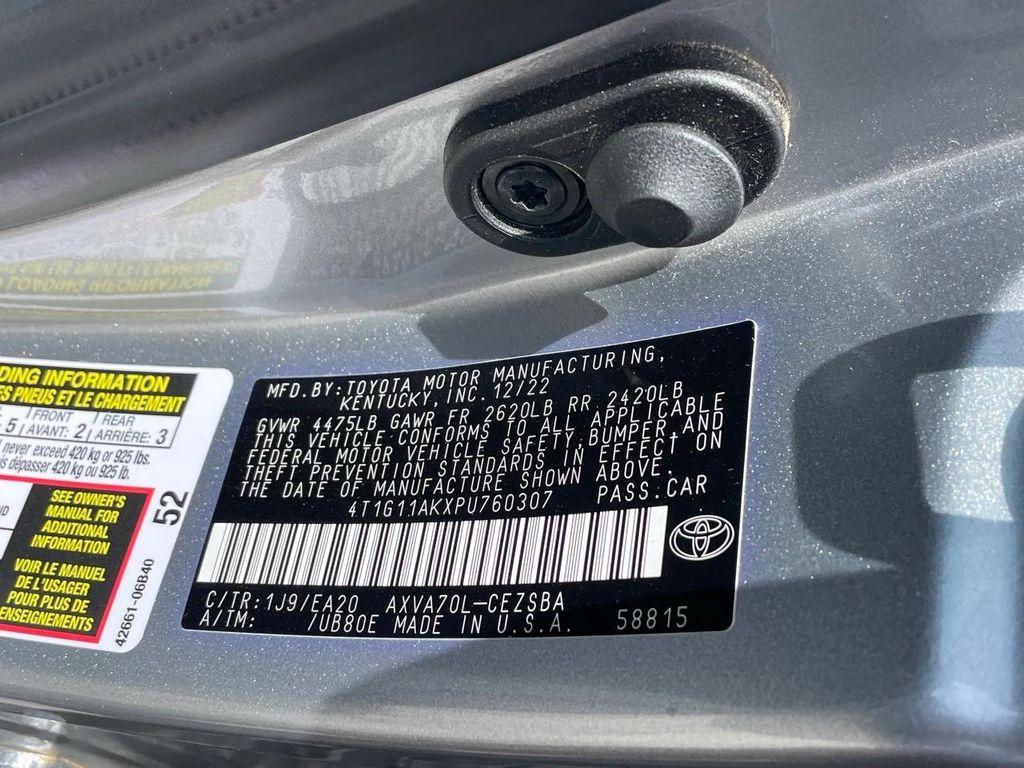 DING INFORMATION
ES PNEUS ET LE CHARGEMENT
5 FRONT AVANT: 2 REAR ARRIÈRE: 3
never exceed 420 kg or 925 lbs.
dépasser 420 kg ou 925 lb.
SEE OWNER'S
MANUAL FOR
ADDITIONAL
INFORMATION
VOIR LE MANUEL
DE L'USAGER
POUR PLUS DE
ENSEIGNEMENTS
52
42661-06B40
MFD.BY:TOYOTA MOTOR MANUFACTURING,
KENTUCKY, INC. 12/22
GVWR 4475LB GAWR FR 2620LB RR 2420LB
THIS VEHICLE CONFORMS TO ALL APPLICABLE
FEDERAL MOTOR VEHICLE SAFETY,BUMPER,AND
THEFT PREVENTION STANDARDS IN EFFECT ON
THE DATE OF MANUFACTURE SHOWN ABOVE.
4T1G11AKXPU760307 PASS.CAR
C/TR:1J9/EA20 AXVA70L-CEZSBA
A/TM: /UB80E MADE IN U.S.A. 58815